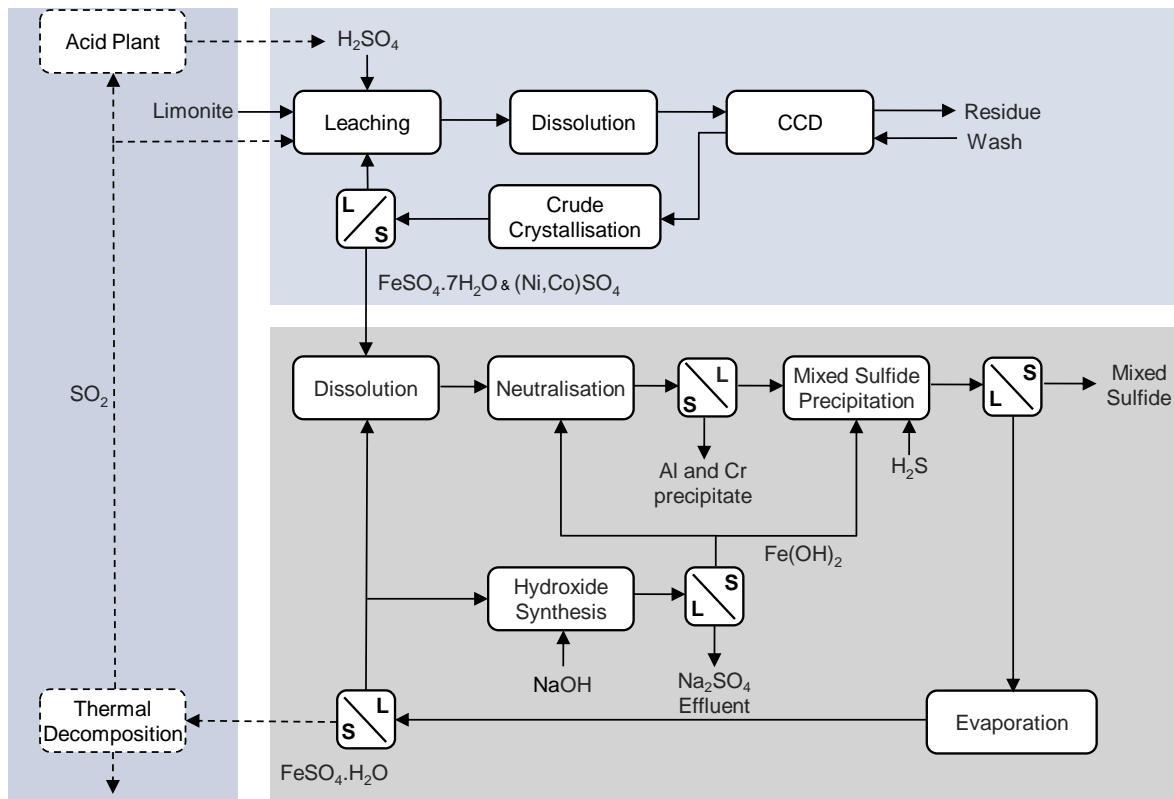 Acid Plant
H₂SO₄
Limonite
Leaching
Dissolution
CCD
Residue
Wash
L
S
Crude
Crystallisation
FeSO₄.7H₂O & (Ni,Co)SO₄
SO₂
Dissolution
Neutralisation
L
S
Mixed Sulfide
Precipitation
S
L
Mixed
Sulfide
Al and Cr
precipitate
H₂S
Fe(OH)₂
Hydroxide
Synthesis
S
L
NaOH
Na₂SO₄
Effluent
Thermal
Decomposition
L
S
Evaporation
FeSO₄.H₂O